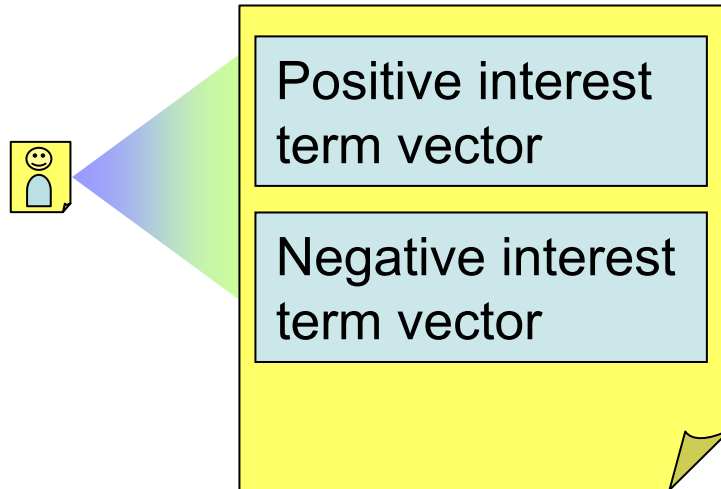 Positive interest
term vector
Negative interest
term vector